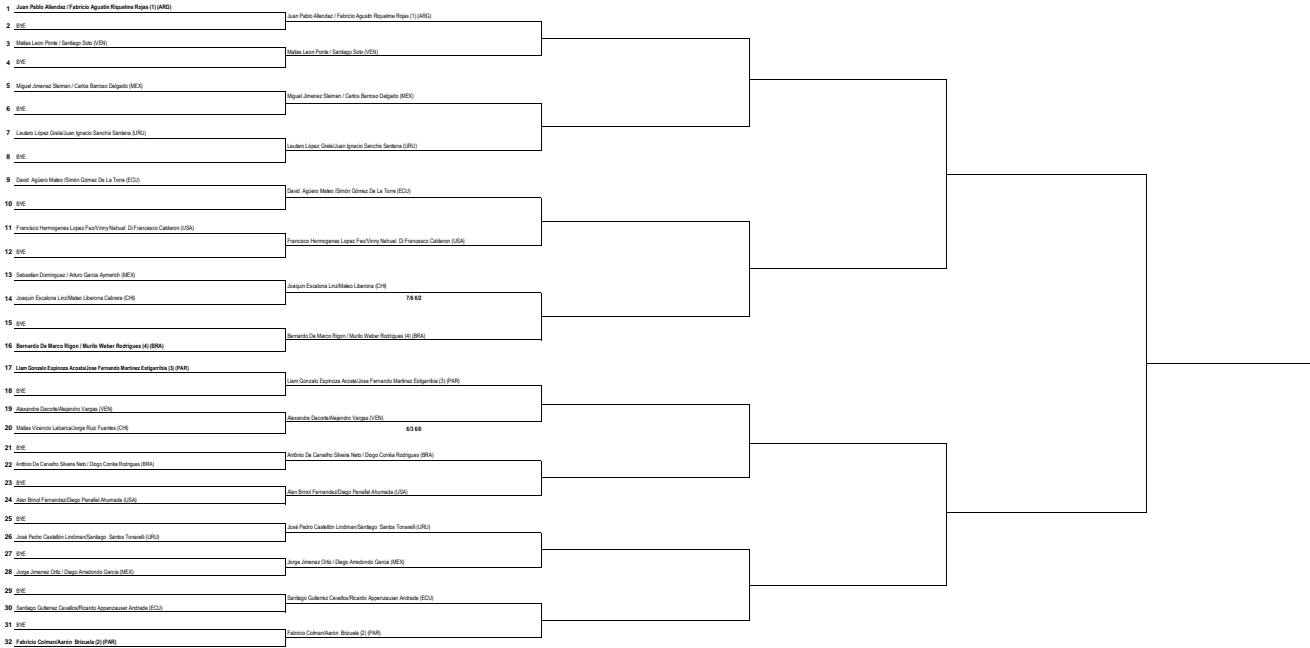 1 Juan Pablo Allendez / Fabricio Agustín Riquelme Rojas (1) (ARG)
Juan Pablo Allendez / Fabricio Agustín Riquelme Rojas (1) (ARG)
2 BYE
3 Matias Leon Ponte / Santiago Soto (VEN)
Matias Leon Ponte / Santiago Soto (VEN)
4 BYE
5 Miguel Jimenez Sleiman / Carlos Barroso Delgado (MEX)
Miguel Jimenez Sleiman / Carlos Barroso Delgado (MEX)
6 BYE
7 Lautaro López Grela/Juan Ignacio Sanchis Santana (URU)
Lautaro López Grela/Juan Ignacio Sanchis Santana (URU)
8 BYE
9 David Agüero Mateo /Simón Gómez De La Torre (ECU)
David Agüero Mateo /Simón Gómez De La Torre (ECU)
10 BYE
11 Francisco Hermogenes Lopez Feo/Vinny Nahuel Di Francesco Calderon (USA)
Francisco Hermogenes Lopez Feo/Vinny Nahuel Di Francesco Calderon (USA)
12 BYE
13 Sebastian Dominguez / Arturo Garcia Aymerich (MEX)
Joaquín Escalona Linz/Mateo Liberona (CHI)
14 Joaquín Escalona Linz/Mateo Liberona Cabrera (CHI)
7/6 6/2
15 BYE
Bernardo De Marco Rigon / Murilo Weber Rodrigues (4) (BRA)
16 Bernardo De Marco Rigon / Murilo Weber Rodrigues (4) (BRA)
17 Liam Gonzalo Espinoza Acosta/Jose Fernando Martinez Estigarribia (3) (PAR)
Liam Gonzalo Espinoza Acosta/Jose Fernando Martinez Estigarribia (3) (PAR)
18 BYE
19 Alexandre Dacorte/Alejandro Vargas (VEN)
Alexandre Dacorte/Alejandro Vargas (VEN)
20 Matías Vicencio Labarca/Jorge Ruiz Fuentes (CHI)
6/3 6/0
21 BYE
António De Carvalho Silveira Neto / Diogo Corrêa Rodrigues (BRA)
22 António De Carvalho Silveira Neto / Diogo Corrêa Rodrigues (BRA)
23 BYE
Alan Brinol Fernandez/Diego Penafiel Ahumada (USA)
24 Alan Brinol Fernandez/Diego Penafiel Ahumada (USA)
25 BYE
José Pedro Castellón Lindiman/Santiago Santos Tonarelli (URU)
26 José Pedro Castellón Lindiman/Santiago Santos Tonarelli (URU)
27 BYE
Jorge Jimenez Ortiz / Diego Arredondo Garcia (MEX)
28 Jorge Jimenez Ortiz / Diego Arredondo Garcia (MEX)
29 BYE
Santiago Gutierrez Cevallos/Ricardo Appenzauser Andrade (ECU)
30 Santiago Gutierrez Cevallos/Ricardo Appenzauser Andrade (ECU)
31 BYE
Fabricio Colman/Aarón Brizuela (2) (PAR)
32 Fabricio Colman/Aarón Brizuela (2) (PAR)